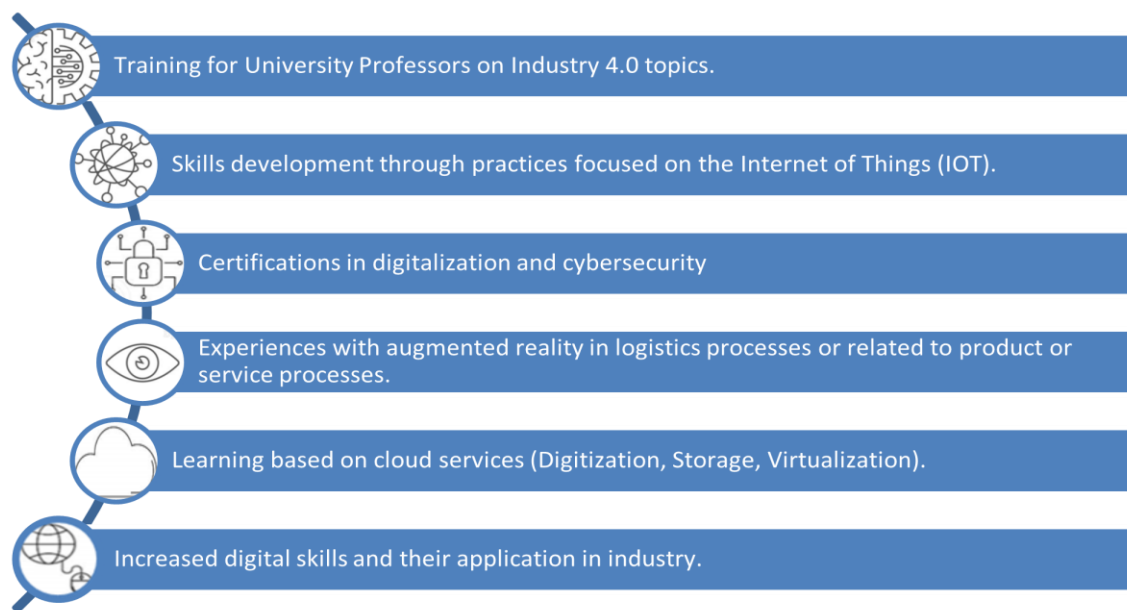 Training for University Professors on Industry 4.0 topics.
Skills development through practices focused on the Internet of Things (IOT).
Certifications in digitalization and cybersecurity
Experiences with augmented reality in logistics processes or related to product or
service processes.
Learning based on cloud services (Digitization, Storage, Virtualization).
Increased digital skills and their application in industry.